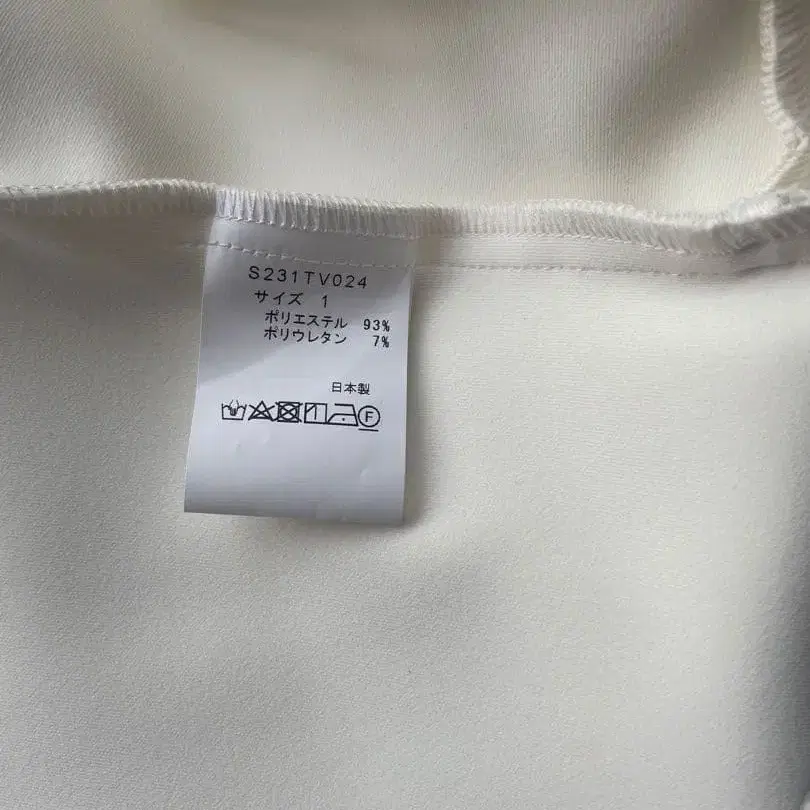 S231TV024
サイズ 1
ポリエステル 93%
ポリウレタン 7%
日本製
F